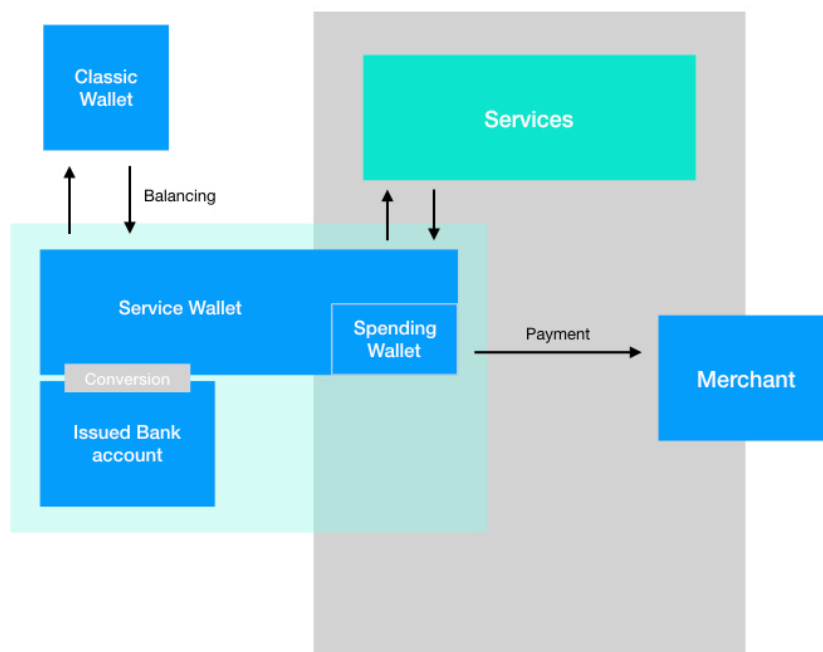 Classic
Wallet
Services
Balancing
Service Wallet
Spending
Wallet
Payment
Merchant
Conversion
Issued Bank
account